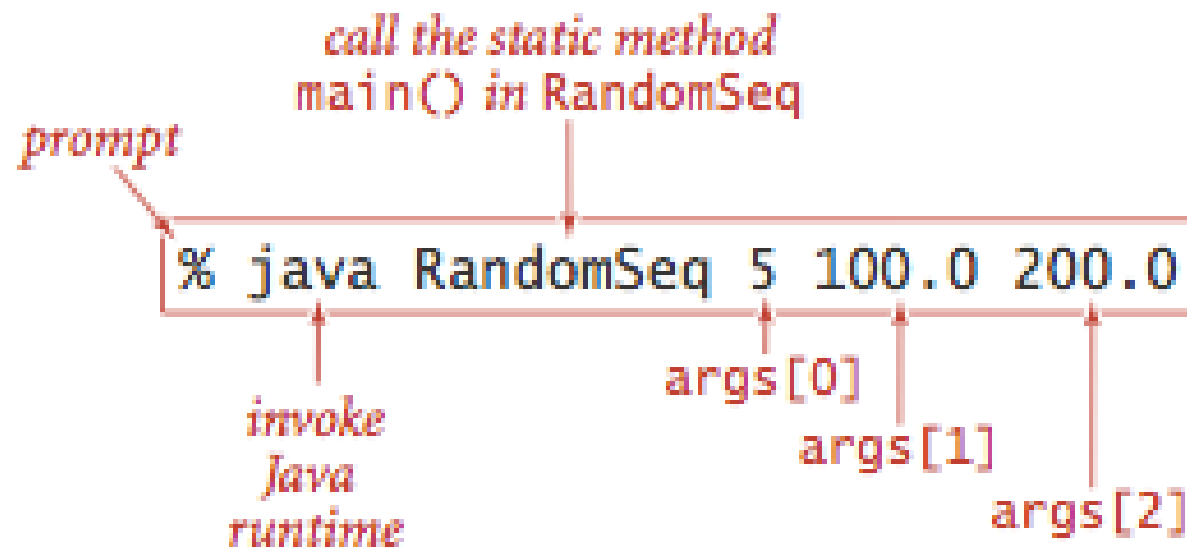 call the static method
main() in RandomSeq
prompt
% java RandomSeq 5 100.0 200.0
args[0]
invoke
args[1]
Java
args[2]
runtime